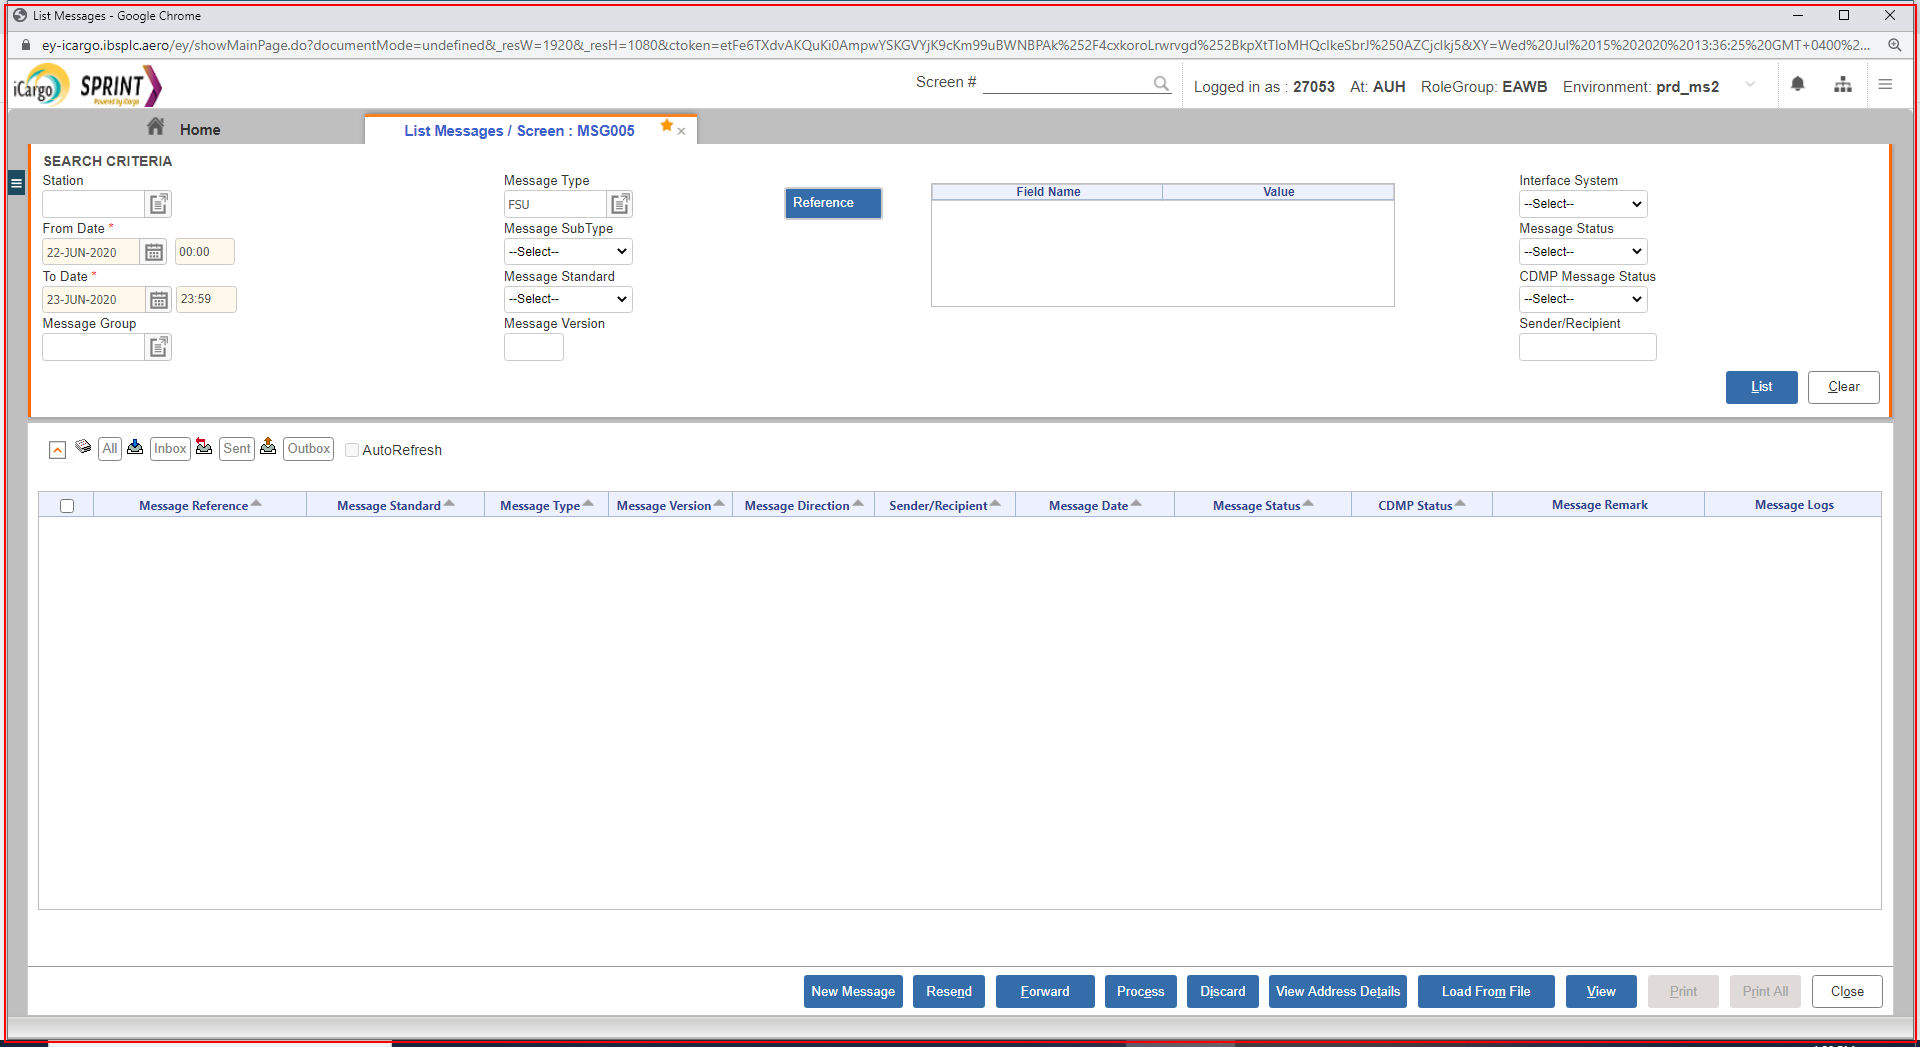 List Messages - Google Chrome
ey-icargo.ibsplc.aero/ey/showMainPage.do?documentMode=undefined&_resW=1920&_resH=1080&ctoken=etFe6TXdvAKQuKi0AmpwYSKGVYjK9cKm99uBWNBPAk%252F4cxkoroLrwrvgd%252BkpXtTIoMHQcIkeSbrJ%250AZCjcIkj5&XY=Wed%20Jul%2015%202020%2013:36:25%20GMT+0400%2...
iCargo SPRINT
Powered by iCargo
Screen #
Logged in as : 27053 At: AUH RoleGroup: EAWB Environment: prd_ms2
Home
List Messages / Screen : MSG005
SEARCH CRITERIA
Station
From Date *
22-JUN-2020 00:00
To Date *
23-JUN-2020 23:59
Message Group
Message Type
FSU
Message SubType
--Select--
Message Standard
--Select--
Message Version
Reference
Field Name Value
Interface System
--Select--
Message Status
--Select--
CDMP Message Status
--Select--
Sender/Recipient
List Clear
All Inbox Sent Outbox AutoRefresh
Message Reference Message Standard Message Type Message Version Message Direction Sender/Recipient Message Date Message Status CDMP Status Message Remark Message Logs
New Message Resend Forward Process Discard View Address Details Load From File View Print Print All Close